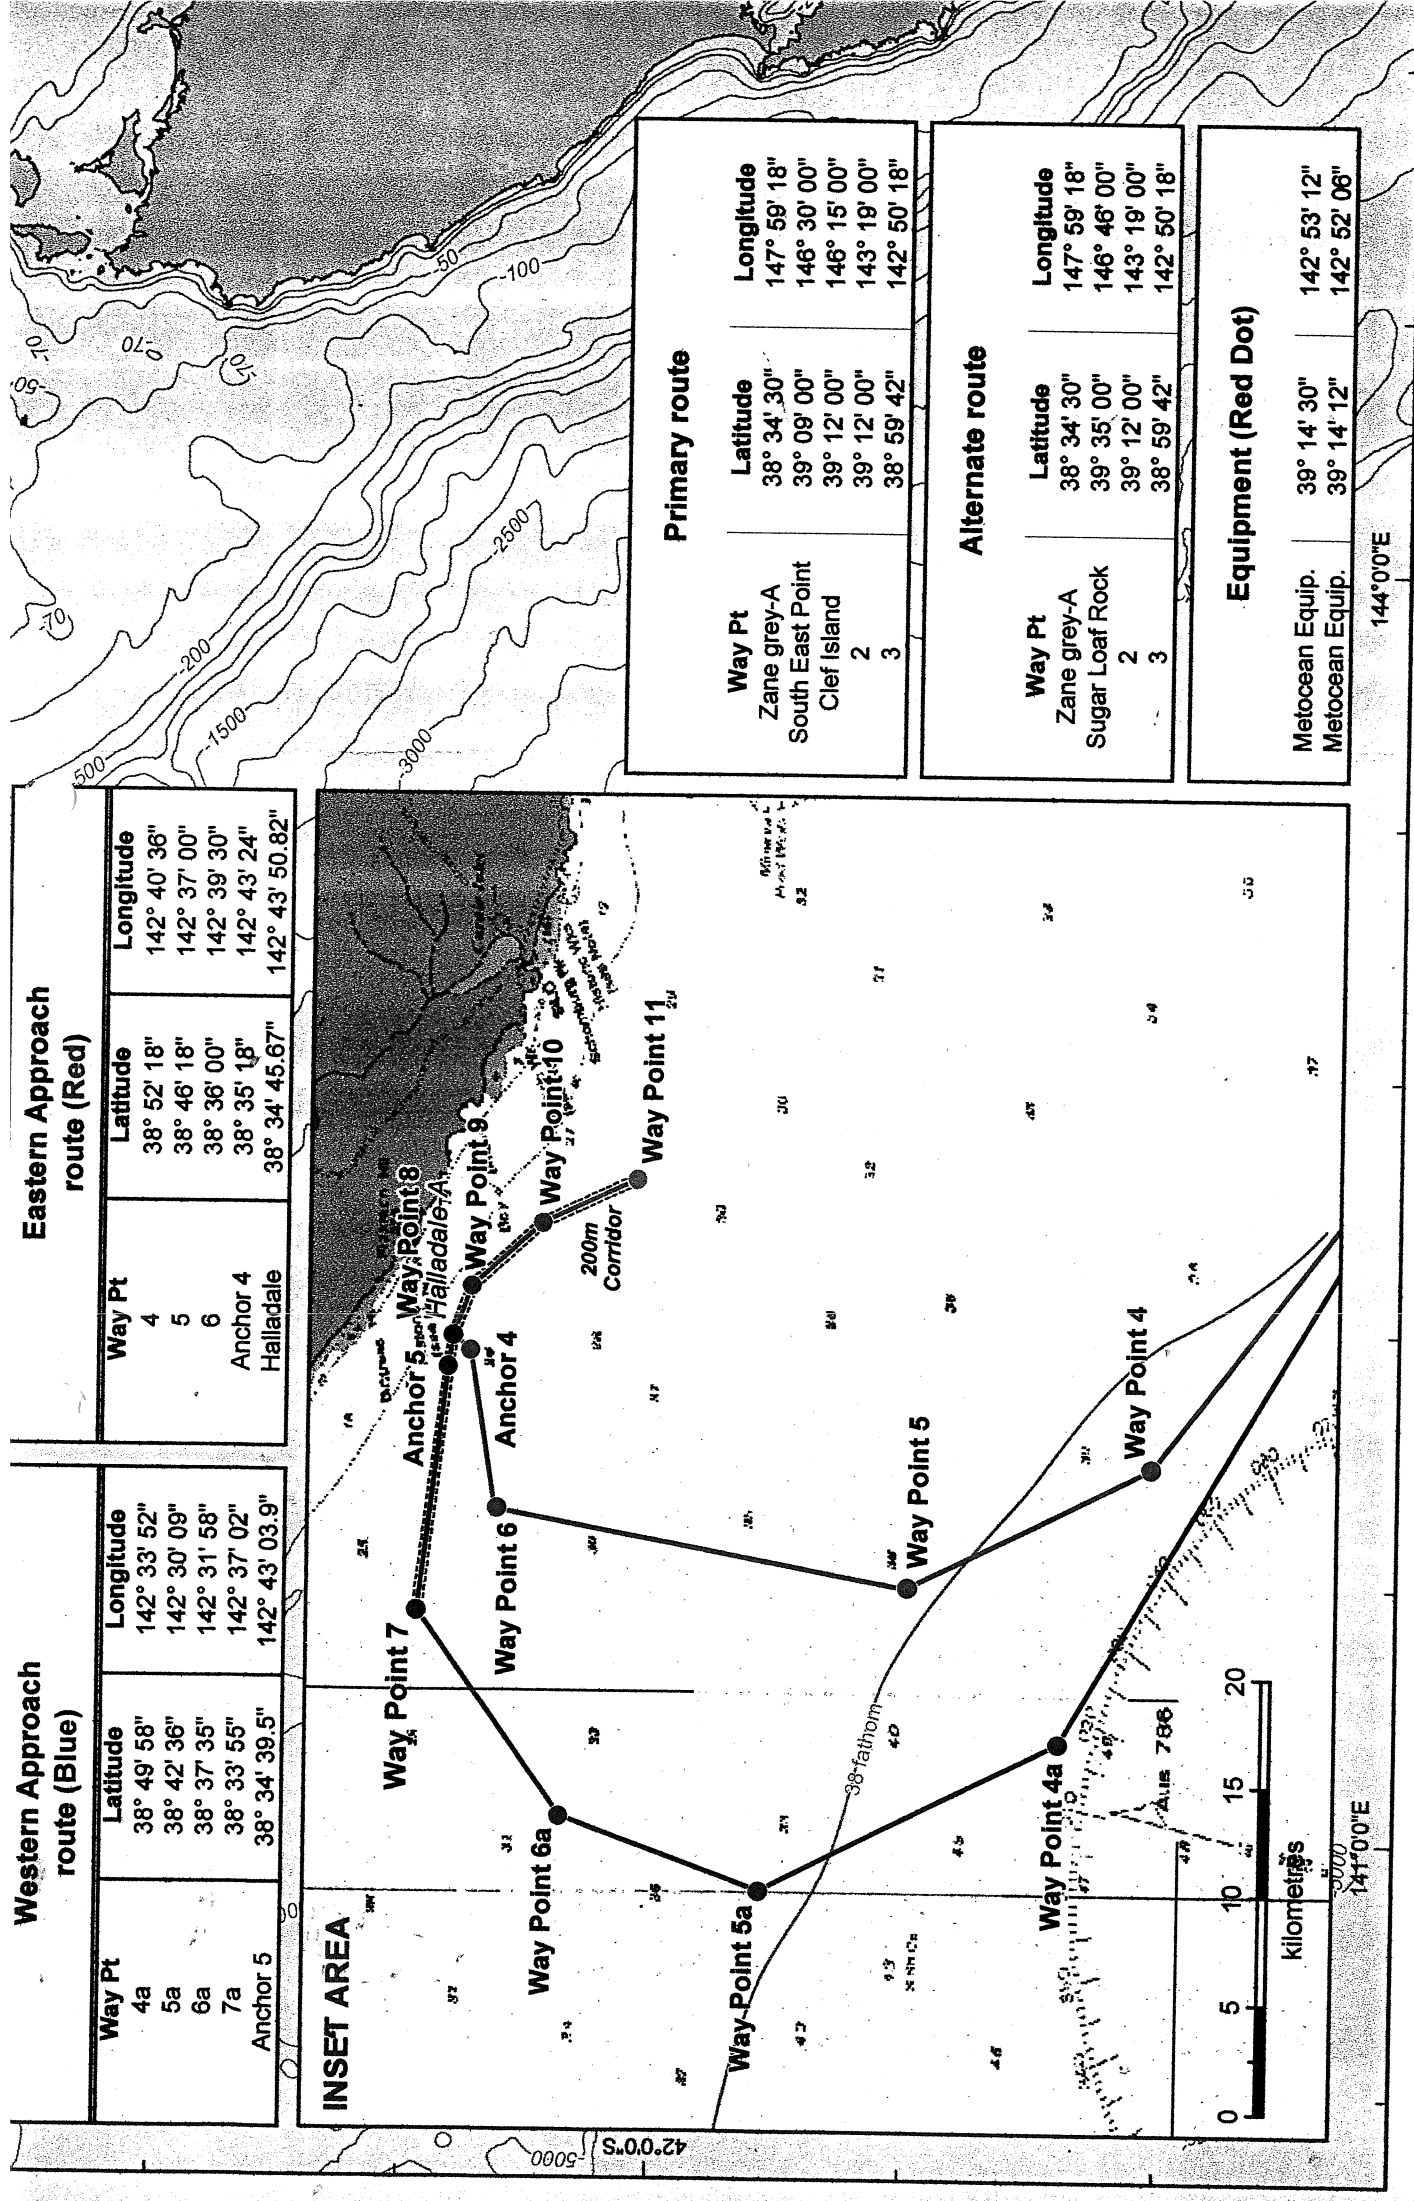 Western Approach
route (Blue)
Way Pt Latitude Longitude
4a 38° 49' 58" 142° 33' 52"
5a 38° 42' 36" 142° 30' 09"
6a 38° 37' 35" 142° 31' 58"
7a 38° 33' 55" 142° 37' 02"
Anchor 5 38° 34' 39.5" 142° 43' 03.9"
Eastern Approach
route (Red)
Way Pt Latitude Longitude
4 38° 52' 18" 142° 40' 36"
5 38° 46' 18" 142° 37' 00"
6 38° 36' 00" 142° 39' 30"
Anchor 4 38° 35' 18" 142° 43' 24"
Halladale 38° 34' 45.67" 142° 43' 50.82"
INSET AREA
Way Point 7
Anchor 5
Way Point 8
Halladale-A
Way Point 9
Way Point 10
Way Point 11
200m
Corridor
Anchor 4
Way Point 6
Way Point 6a
Way Point 5
Way Point 5a
Way Point 4
Way Point 4a
38 fathom
Aus 786
0 5 10 15 20
kilometres
Primary route
Way Pt Latitude Longitude
Zane grey-A 38° 34' 30" 147° 59' 18"
South East Point 39° 09' 00" 146° 30' 00"
Clef Island 39° 12' 00" 146° 15' 00"
2 39° 12' 00" 143° 19' 00"
3 38° 59' 42" 142° 50' 18"
Alternate route
Way Pt Latitude Longitude
Zane grey-A 38° 34' 30" 147° 59' 18"
Sugar Loaf Rock 39° 35' 00" 146° 46' 00"
2 39° 12' 00" 143° 19' 00"
3 38° 59' 42" 142° 50' 18"
Equipment (Red Dot)
Metocean Equip. 39° 14' 30" 142° 53' 12"
Metocean Equip. 39° 14' 12" 142° 52' 06"
-50
-70
-70
-70
-70
-50
-100
-200
500
-1500
-2500
-3000
-5000
-5000
42°0'0"S
141°0'0"E
144°0'0"E